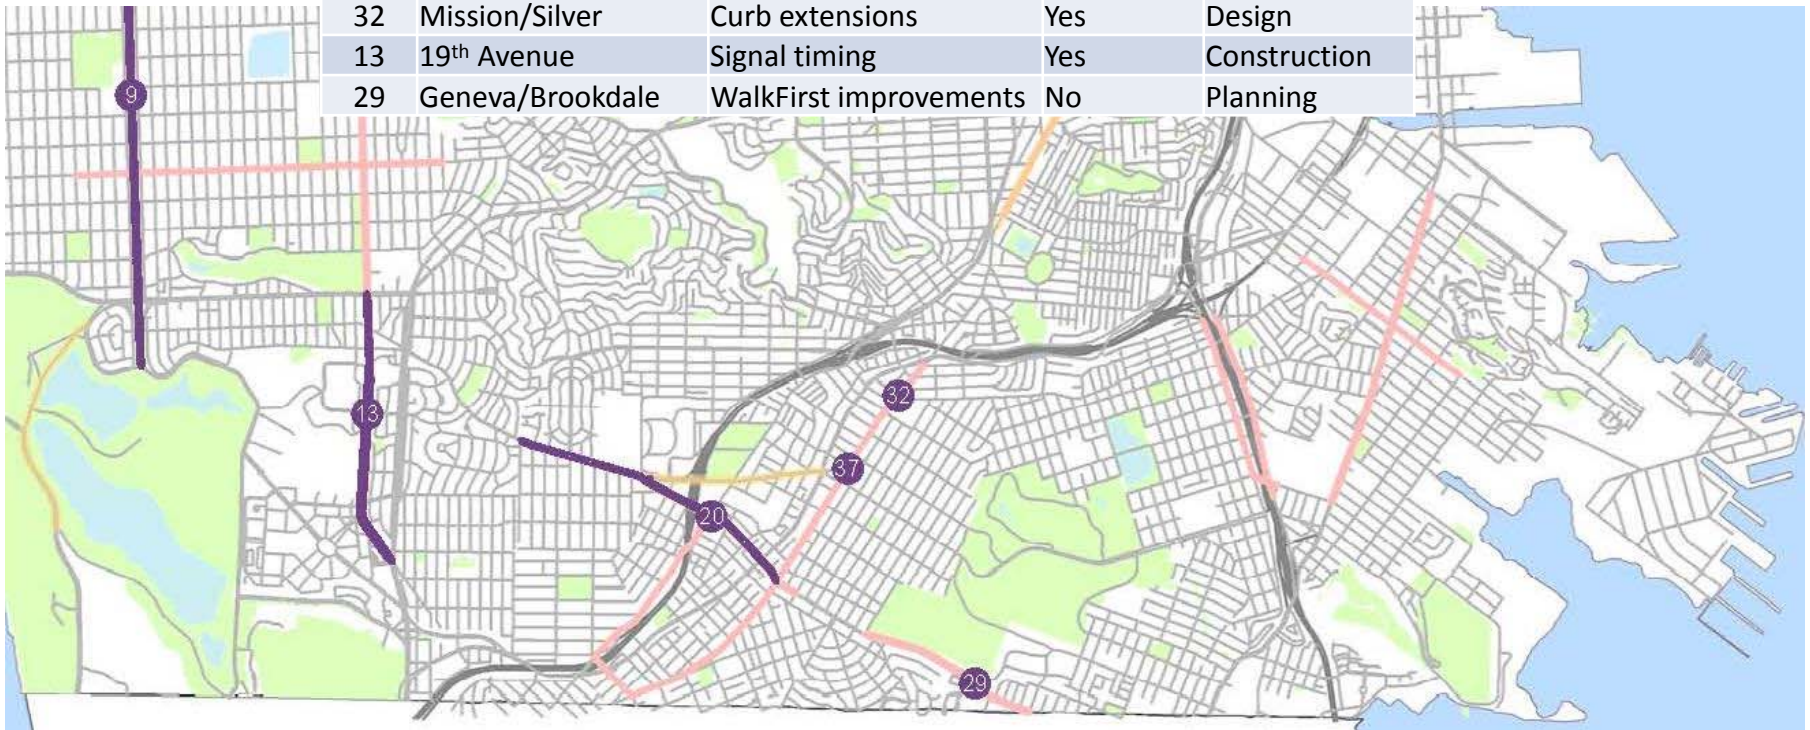 32 Mission/Silver Curb extensions Yes Design
13 19th Avenue Signal timing Yes Construction
29 Geneva/Brookdale WalkFirst improvements No Planning
9
32
13
37
20
29